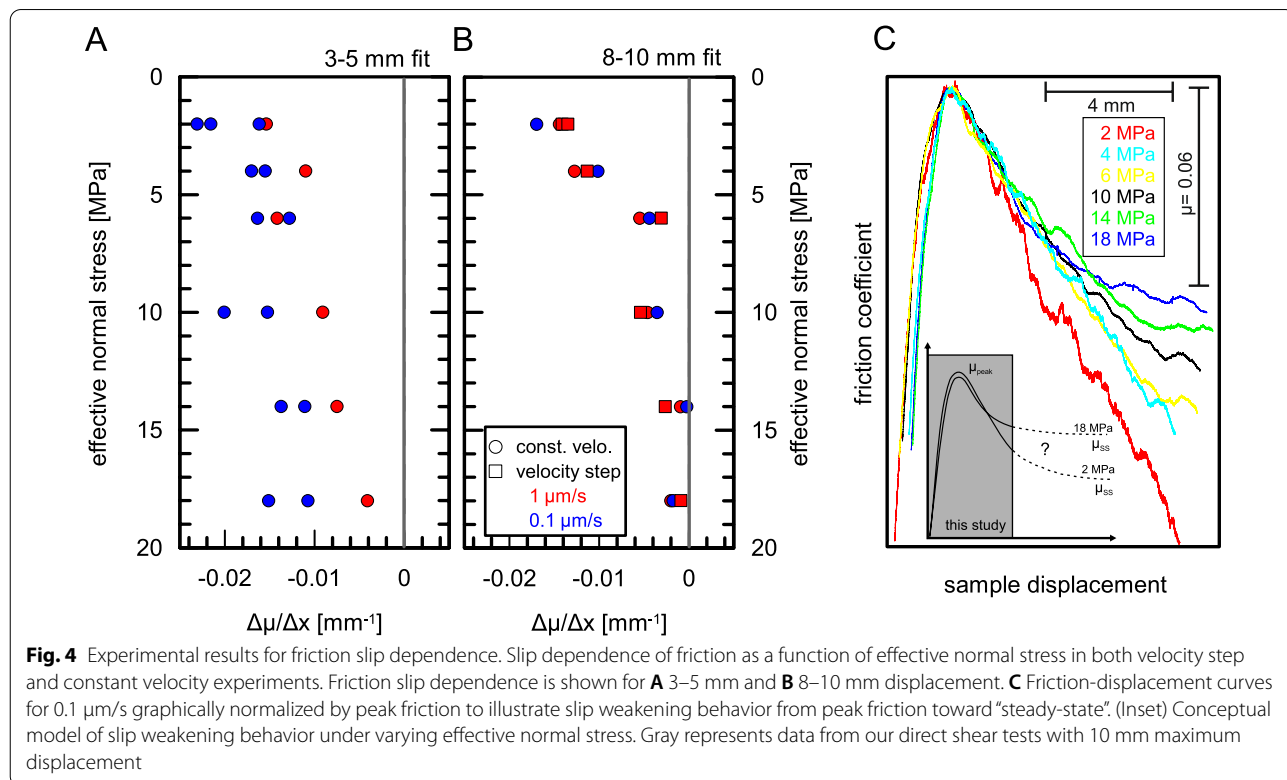 A
3-5 mm fit
0
5
10
15
20
effective normal stress [MPa]
-0.02
-0.01
0
Δμ/Δx [mm⁻¹]
B
8-10 mm fit
const. velo.
velocity step
1 μm/s
0.1 μm/s
-0.02
-0.01
0
Δμ/Δx [mm⁻¹]
0
5
10
15
20
effective normal stress [MPa]
C
4 mm
2 MPa
4 MPa
6 MPa
10 MPa
14 MPa
18 MPa
μ= 0.06
friction coefficient
μpeak
18 MPa
μss
?
2 MPa
μss
this study
sample displacement
Fig. 4 Experimental results for friction slip dependence. Slip dependence of friction as a function of effective normal stress in both velocity step
and constant velocity experiments. Friction slip dependence is shown for A 3–5 mm and B 8–10 mm displacement. C Friction-displacement curves
for 0.1 μm/s graphically normalized by peak friction to illustrate slip weakening behavior from peak friction toward “steady-state”. (Inset) Conceptual
model of slip weakening behavior under varying effective normal stress. Gray represents data from our direct shear tests with 10 mm maximum
displacement